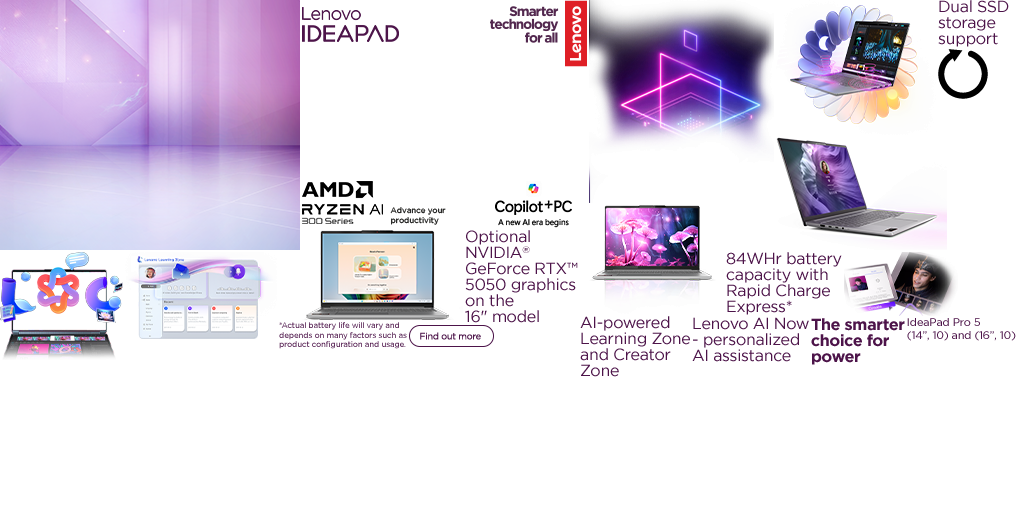 Lenovo
IDEAPAD
Smarter
technology
for all
Lenovo
Dual SSD
storage
support
AMD
RYZEN AI
300 Series
Advance your
productivity
Copilot+PC
A new AI era begins
Optional
NVIDIA®
GeForce RTX™
5050 graphics
on the
16" model
84WHr battery
capacity with
Rapid Charge
Express*
Lenovo Learning Zone
*Actual battery life will vary and
depends on many factors such as
product configuration and usage.
Find out more
AI-powered
Learning Zone
and Creator
Zone
Lenovo AI Now
- personalized
AI assistance
The smarter
choice for
power
IdeaPad Pro 5
(14”, 10) and (16”, 10)